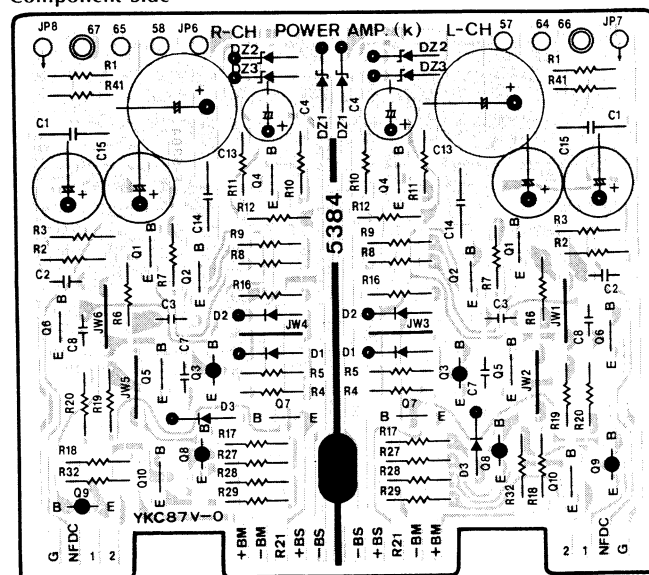 Component Side
R-CH POWER AMP. (k) L-CH
JP8 67 65 58 JP6 DZ2 DZ2 57 64 66 JP7
DZ3 DZ3
R1 R1
R41 R41
C4 DZ1 DZ1 C4
C1 C15 C13 B B C13 C15 C1
R11 Q4 R10 R10 Q4 R11
E E
C14 R12 R12 C14
5384
R3 R9 R9 R3
R2 Q1 B R8 R8 B Q1 R2
C2 E R7 Q2 E R16 R16 Q2 E R7 E C2
B D2 D2 B
Q6 C8 JW6 R6 C3 JW4 JW3 C3 R6 JW1 C8 Q6
E B C7 B D1 D1 B B E
JW5 Q5 Q3 R5 R5 Q3 C7 Q5 JW2
E E R4 R4 E E
R20 R19 D3 B Q7 E B Q7 E R19 R20
B R17 R17 B
R18 B Q8 R27 R27 D3 Q8 B
R32 Q10 E R28 R28 E R32 R18 Q10 B Q9 E
Q9 E R29 R29 E
B E
YKC87V-0
G NFDC 1 2 +BM -BM R21 +BS -BS +BS R21 -BM +BM 2 1 NFDC G